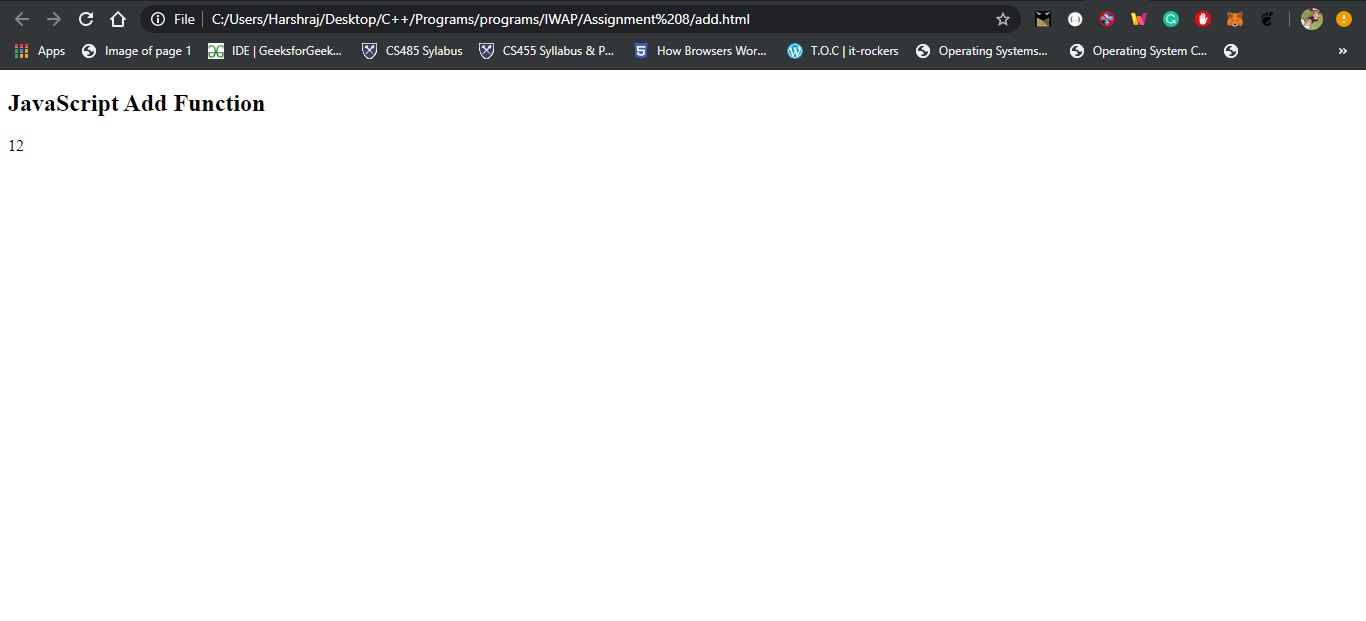 File C:/Users/Harshraj/Desktop/C++/Programs/programs/IWAP/Assignment%208/add.html
Apps Image of page 1 IDE | GeeksforGeek... CS485 Sylabus CS455 Syllabus & P... How Browsers Wor... T.O.C | it-rockers Operating Systems... Operating System C... »
JavaScript Add Function
12